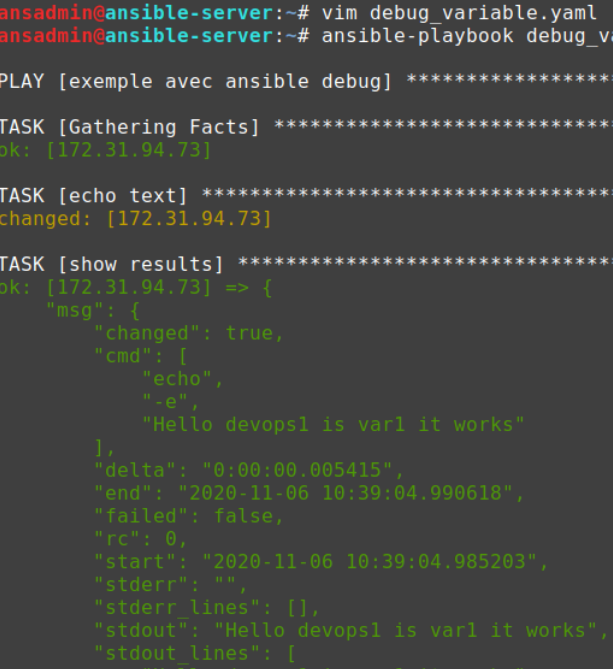 ansadmin@ansible-server:~# vim debug_variable.yaml
ansadmin@ansible-server:~# ansible-playbook debug_va
PLAY [exemple avec ansible debug] ******************
TASK [Gathering Facts] *****************************
ok: [172.31.94.73]
TASK [echo text] ***********************************
changed: [172.31.94.73]
TASK [show results] ********************************
ok: [172.31.94.73] => {
    "msg": {
        "changed": true,
        "cmd": [
            "echo",
            "-e",
            "Hello devops1 is var1 it works"
        ],
        "delta": "0:00:00.005415",
        "end": "2020-11-06 10:39:04.990618",
        "failed": false,
        "rc": 0,
        "start": "2020-11-06 10:39:04.985203",
        "stderr": "",
        "stderr_lines": [],
        "stdout": "Hello devops1 is var1 it works",
        "stdout_lines": [